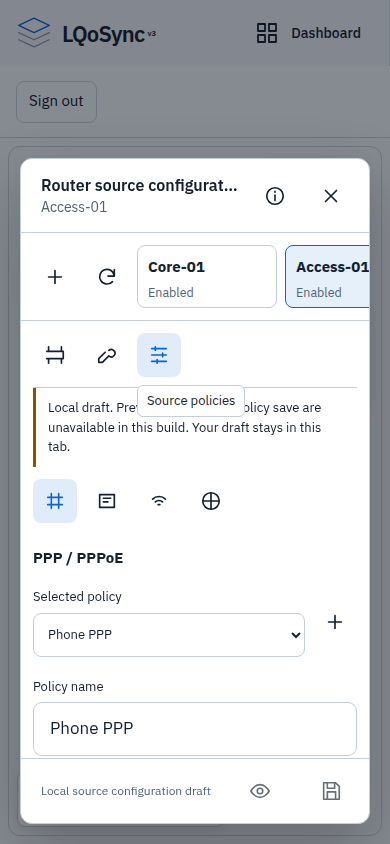 LQoSync v3
Dashboard
Sign out
Router source configurat...
Access-01
Core-01
Enabled
Access-01
Enabled
Source policies
Local draft. Prev olicy save are
unavailable in this build. Your draft stays in this
tab.
PPP / PPPoE
Selected policy
Phone PPP
Policy name
Phone PPP
Local source configuration draft